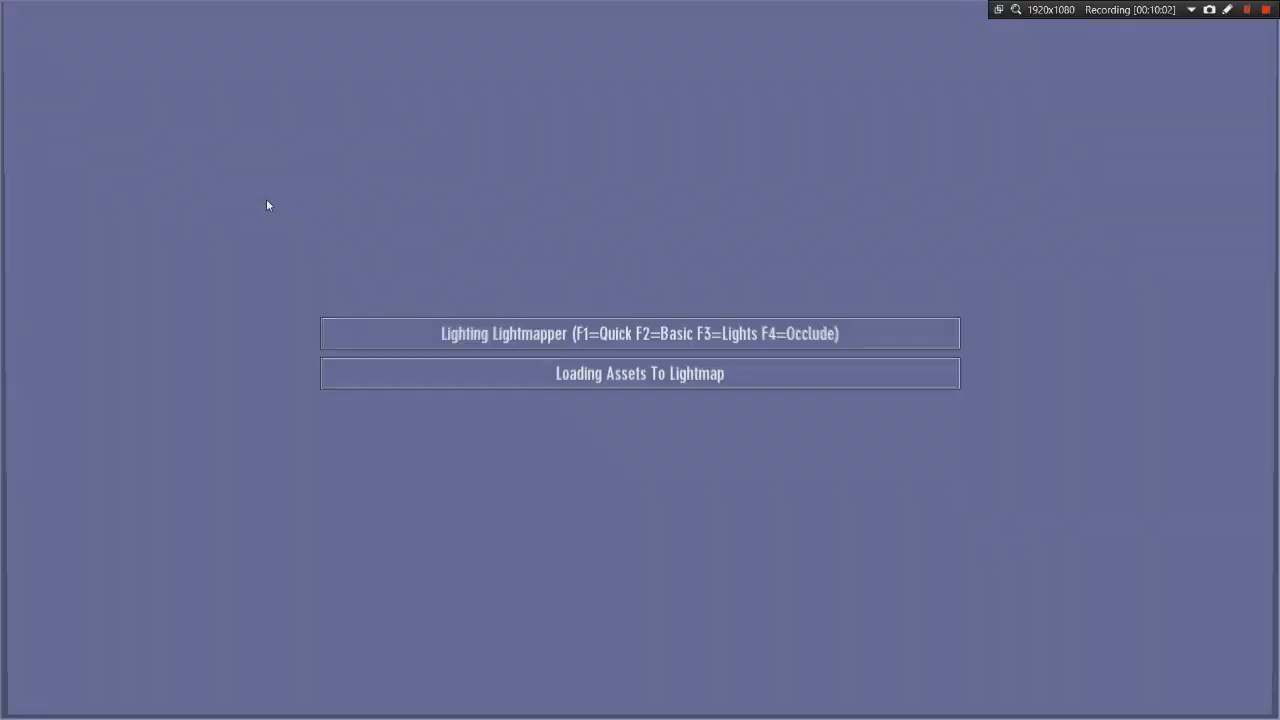 1920x1080 Recording [00:10:02]
Lighting Lightmapper (F1=Quick F2=Basic F3=Lights F4=Occlude)
Loading Assets To Lightmap